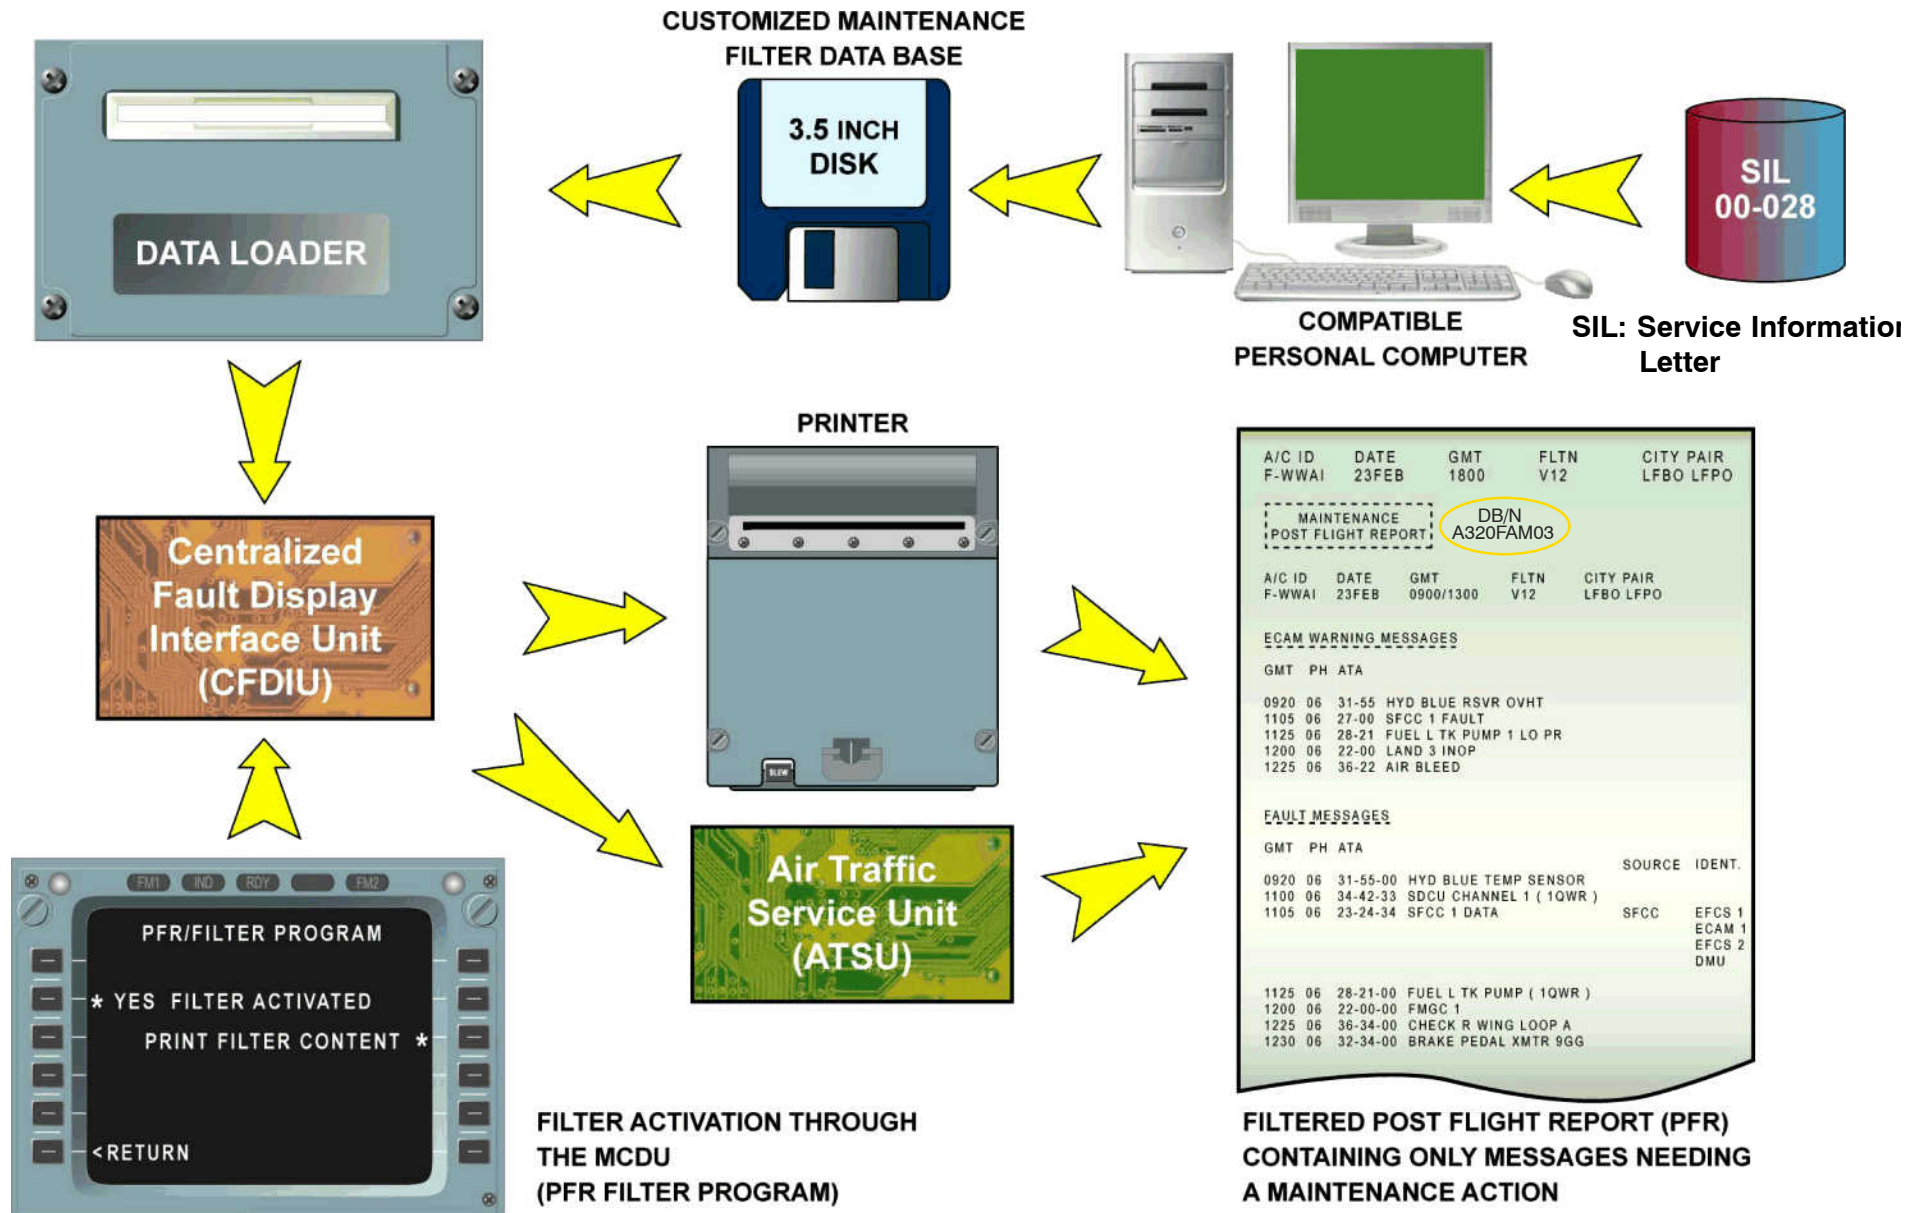 CUSTOMIZED MAINTENANCE
FILTER DATA BASE
3.5 INCH
DISK
DATA LOADER
SIL
00-028
COMPATIBLE
PERSONAL COMPUTER
SIL: Service Information
Letter
PRINTER
Centralized
Fault Display
Interface Unit
(CFDIU)
SLEW
Air Traffic
Service Unit
(ATSU)
FM1 IND RDY FM2
PFR/FILTER PROGRAM
* YES FILTER ACTIVATED
PRINT FILTER CONTENT *
<RETURN
FILTER ACTIVATION THROUGH
THE MCDU
(PFR FILTER PROGRAM)
A/C ID DATE GMT FLTN CITY PAIR
F-WWAI 23FEB 1800 V12 LFBO LFPO
MAINTENANCE
POST FLIGHT REPORT
DB/N
A320FAM03
A/C ID DATE GMT FLTN CITY PAIR
F-WWAI 23FEB 0900/1300 V12 LFBO LFPO
ECAM WARNING MESSAGES
GMT PH ATA
0920 06 31-55 HYD BLUE RSVR OVHT
1105 06 27-00 SFCC 1 FAULT
1125 06 28-21 FUEL L TK PUMP 1 LO PR
1200 06 22-00 LAND 3 INOP
1225 06 36-22 AIR BLEED
FAULT MESSAGES
GMT PH ATA
SOURCE IDENT.
0920 06 31-55-00 HYD BLUE TEMP SENSOR
1100 06 34-42-33 SDCU CHANNEL 1 ( 1QWR )
1105 06 23-24-34 SFCC 1 DATA SFCC EFCS 1
ECAM 1
EFCS 2
DMU
1125 06 28-21-00 FUEL L TK PUMP ( 1QWR )
1200 06 22-00-00 FMGC 1
1225 06 36-34-00 CHECK R WING LOOP A
1230 06 32-34-00 BRAKE PEDAL XMTR 9GG
FILTERED POST FLIGHT REPORT (PFR)
CONTAINING ONLY MESSAGES NEEDING
A MAINTENANCE ACTION